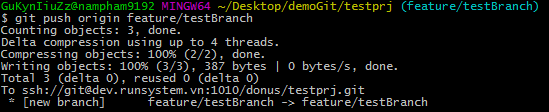 GuKynIiuZz@nampham9192 MINGW64 ~/Desktop/demoGit/testprj (feature/testBranch)
$ git push origin feature/testBranch
Counting objects: 3, done.
Delta compression using up to 4 threads.
Compressing objects: 100% (2/2), done.
Writing objects: 100% (3/3), 387 bytes | 0 bytes/s, done.
Total 3 (delta 0), reused 0 (delta 0)
To ssh://git@dev.runsystem.vn:1010/donus/testprj.git
 * [new branch]      feature/testBranch -> feature/testBranch